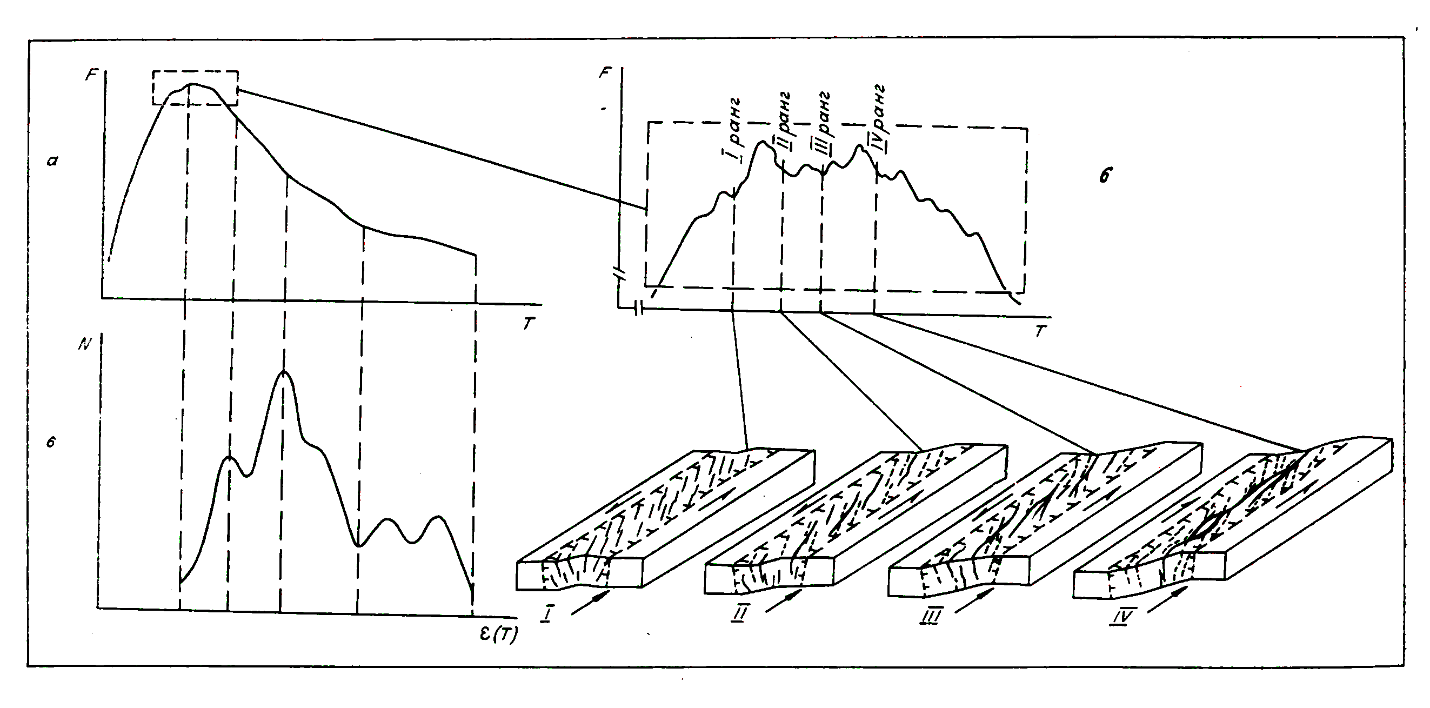 F
а
T
N
в
ε(T)
F
I ранг
II ранг
III ранг
IV ранг
б
T
I
II
III
IV